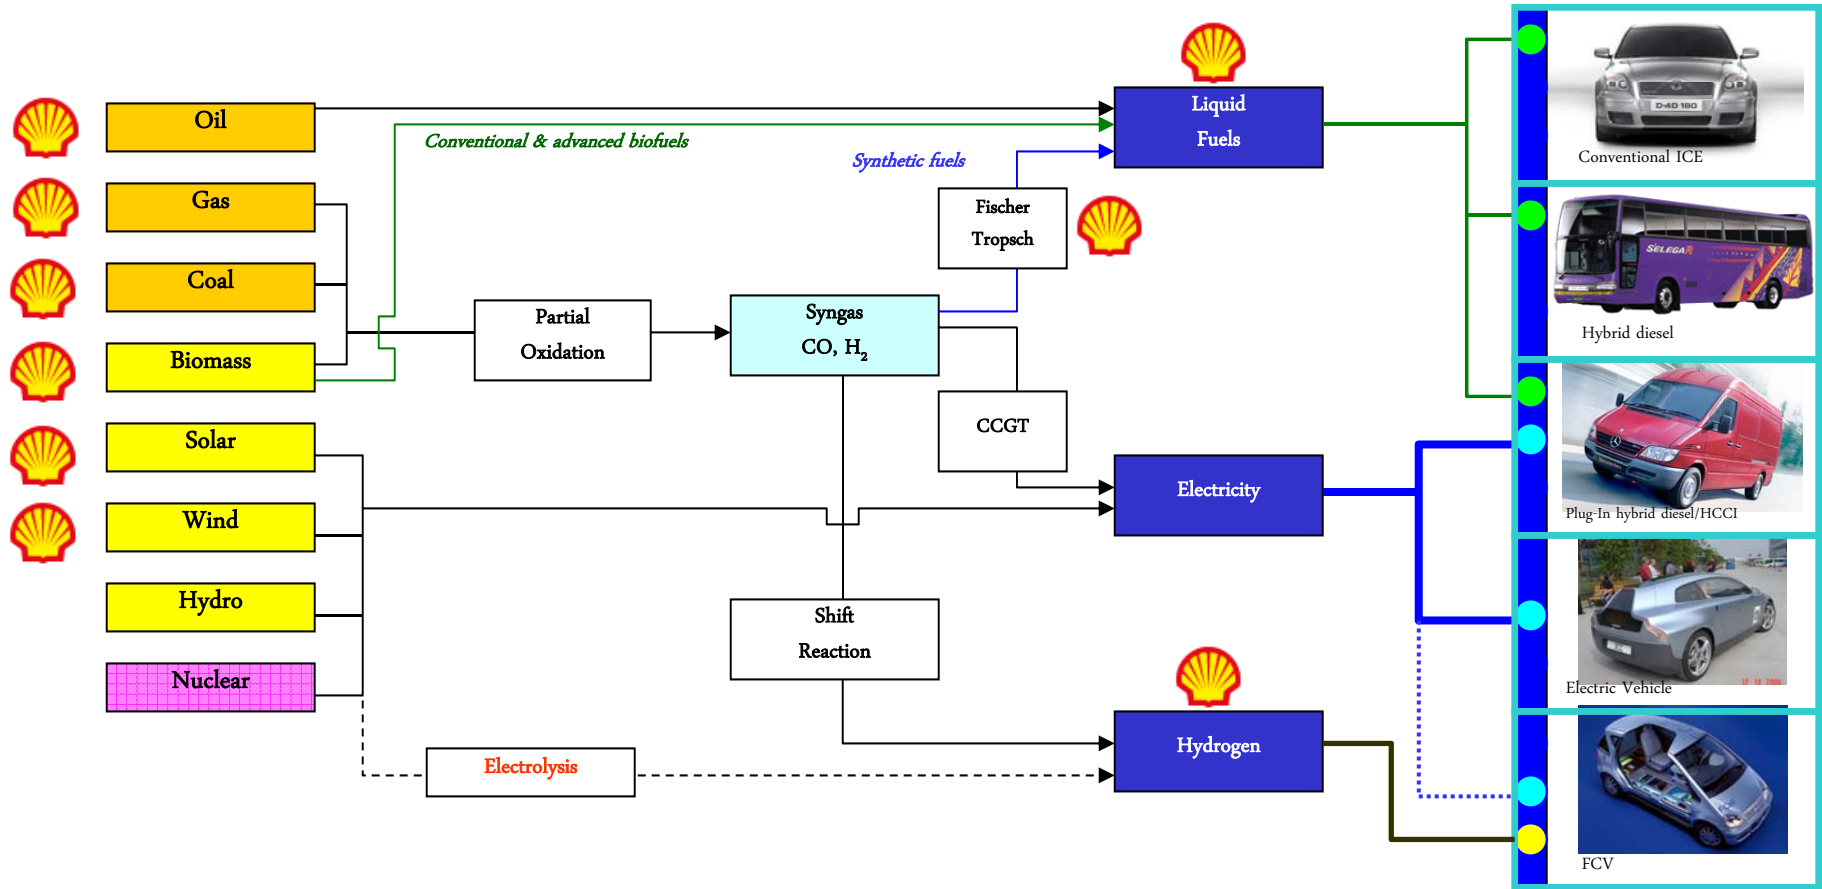 Oil
Gas
Coal
Biomass
Solar
Wind
Hydro
Nuclear
Conventional & advanced biofuels
Synthetic fuels
Partial
Oxidation
Syngas
CO, H2
Fischer
Tropsch
CCGT
Shift
Reaction
Electrolysis
Liquid
Fuels
Electricity
Hydrogen
D-4D 180
Conventional ICE
SELEGA
Hybrid diesel
Plug-In hybrid diesel/HCCI
Electric Vehicle
FCV